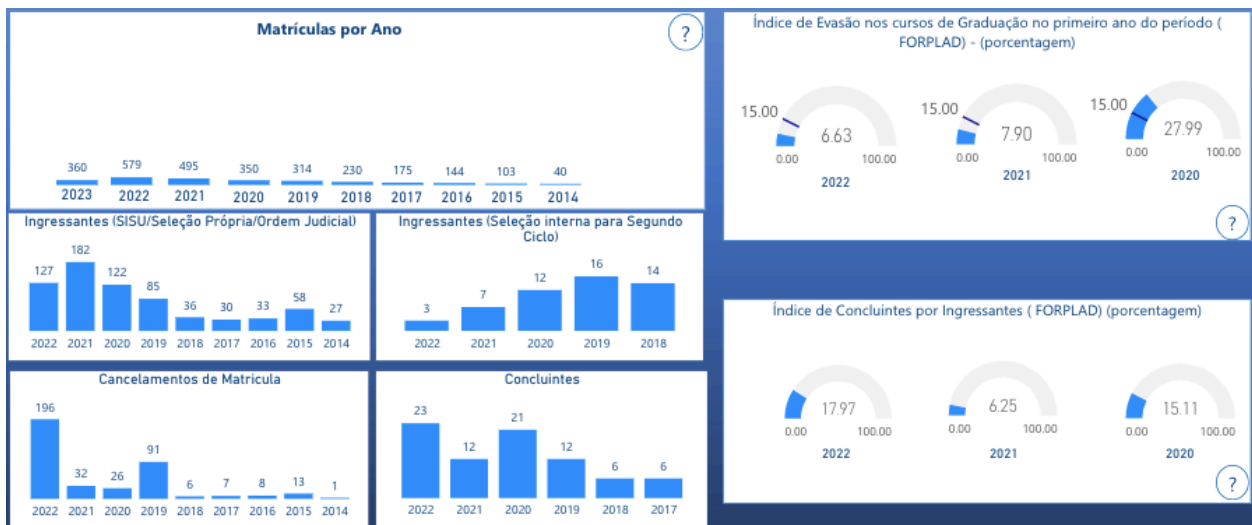 Matrículas por Ano
?
360 579 495 350 314 230 175 144 103 40
2023 2022 2021 2020 2019 2018 2017 2016 2015 2014
Ingressantes (SISU/Seleção Própria/Ordem Judicial)
127 182 122 85 36 30 33 58 27
2022 2021 2020 2019 2018 2017 2016 2015 2014
Ingressantes (Seleção interna para Segundo
Ciclo)
3 7 12 16 14
2022 2021 2020 2019 2018
Cancelamentos de Matricula
196 32 26 91 6 7 8 13 1
2022 2021 2020 2019 2018 2017 2016 2015 2014
Concluintes
23 12 21 12 6 6
2022 2021 2020 2019 2018 2017
Índice de Evasão nos cursos de Graduação no primeiro ano do período (
FORPLAD) - (porcentagem)
15.00 15.00 15.00
6.63 7.90 27.99
0.00 100.00 0.00 100.00 0.00 100.00
2022 2021 2020
?
Índice de Concluintes por Ingressantes ( FORPLAD) (porcentagem)
17.97 6.25 15.11
0.00 100.00 0.00 100.00 0.00 100.00
2022 2021 2020
?